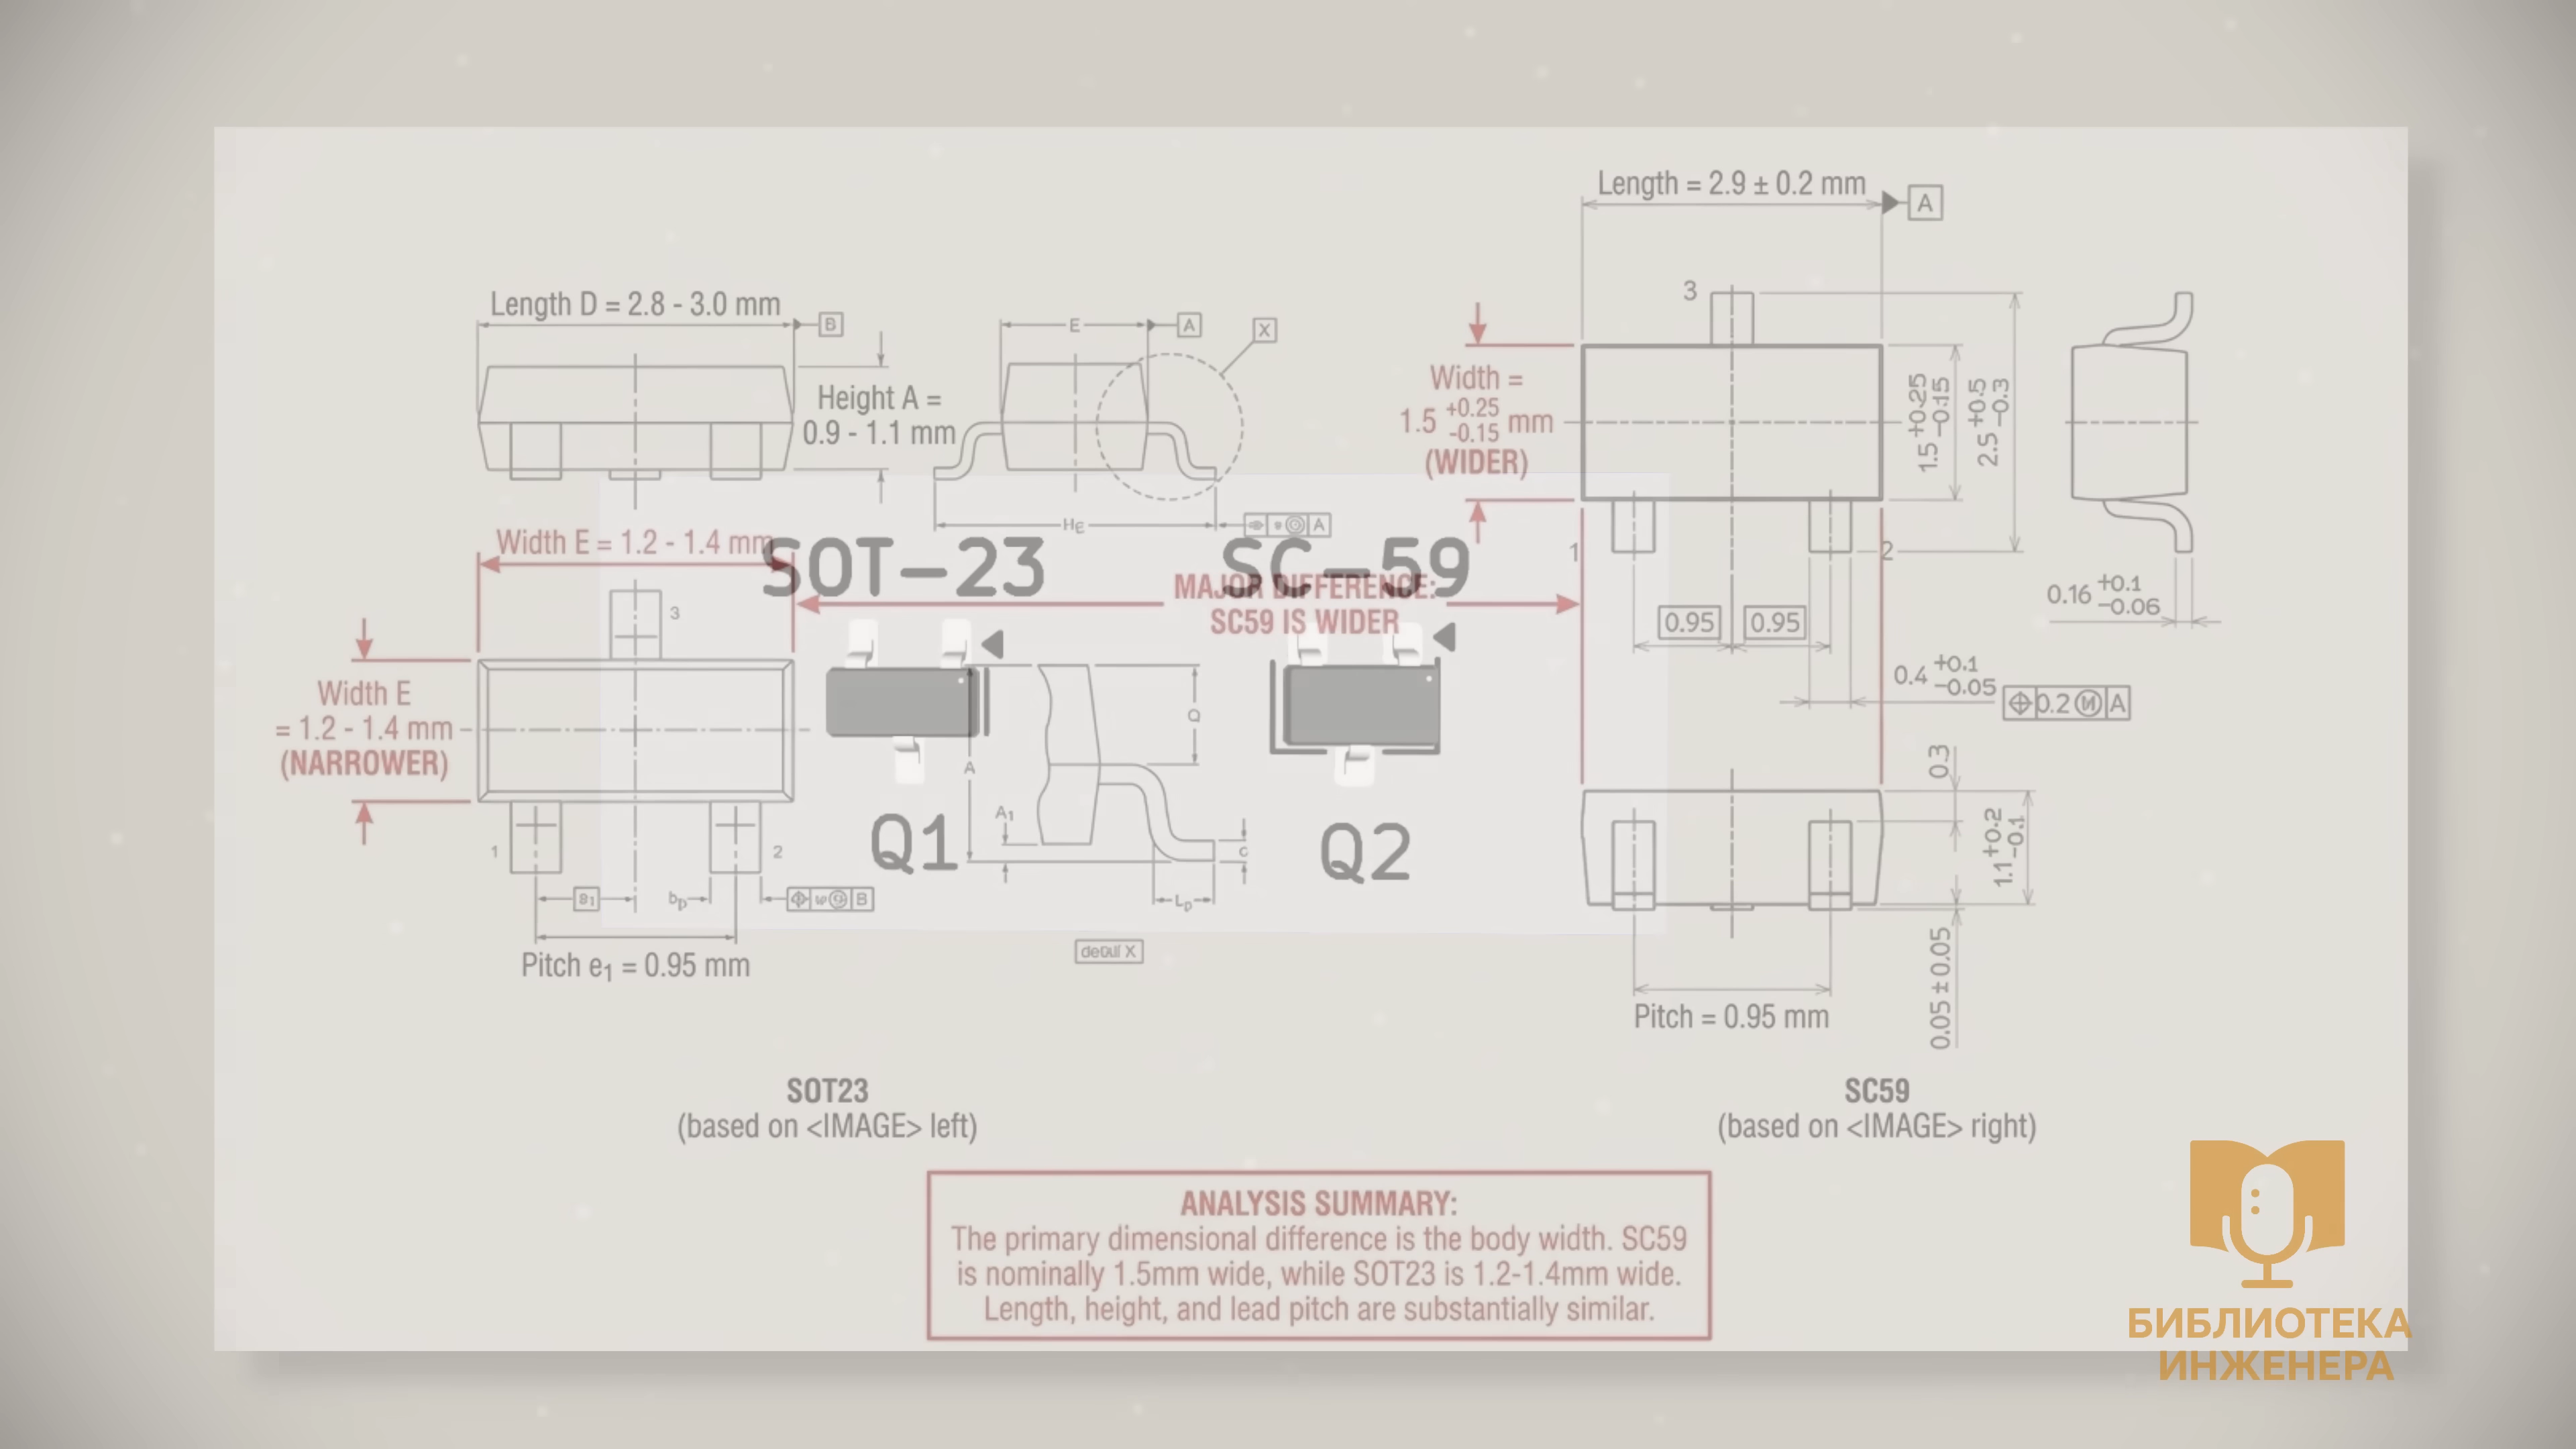 Length = 2.9 ± 0.2 mm
A
Length D = 2.8 - 3.0 mm
B
E
A
X
3
Height A =
0.9 - 1.1 mm
Width =
1.5 +0.25 -0.15 mm
(WIDER)
1.5 +0.25 -0.15
2.5 +0.5 -0.3
HE
A
1
2
Width E = 1.2 - 1.4 mm
SOT-23
SC-59
MAJOR DIFFERENCE:
SC59 IS WIDER
0.16 +0.1 -0.06
3
0.95
0.95
0.4 +0.1 -0.05
0.2 M A
Width E
= 1.2 - 1.4 mm
(NARROWER)
Q
A
0.3
A1
Q1
Q2
c
1.1 +0.2 -0.1
1
2
e1
bp
B
Lp
detail X
Pitch e1 = 0.95 mm
0.05 ± 0.05
Pitch = 0.95 mm
SOT23
(based on <IMAGE> left)
SC59
(based on <IMAGE> right)
ANALYSIS SUMMARY:
The primary dimensional difference is the body width. SC59
is nominally 1.5mm wide, while SOT23 is 1.2-1.4mm wide.
Length, height, and lead pitch are substantially similar.
БИБЛИОТЕКА
ИНЖЕНЕРА